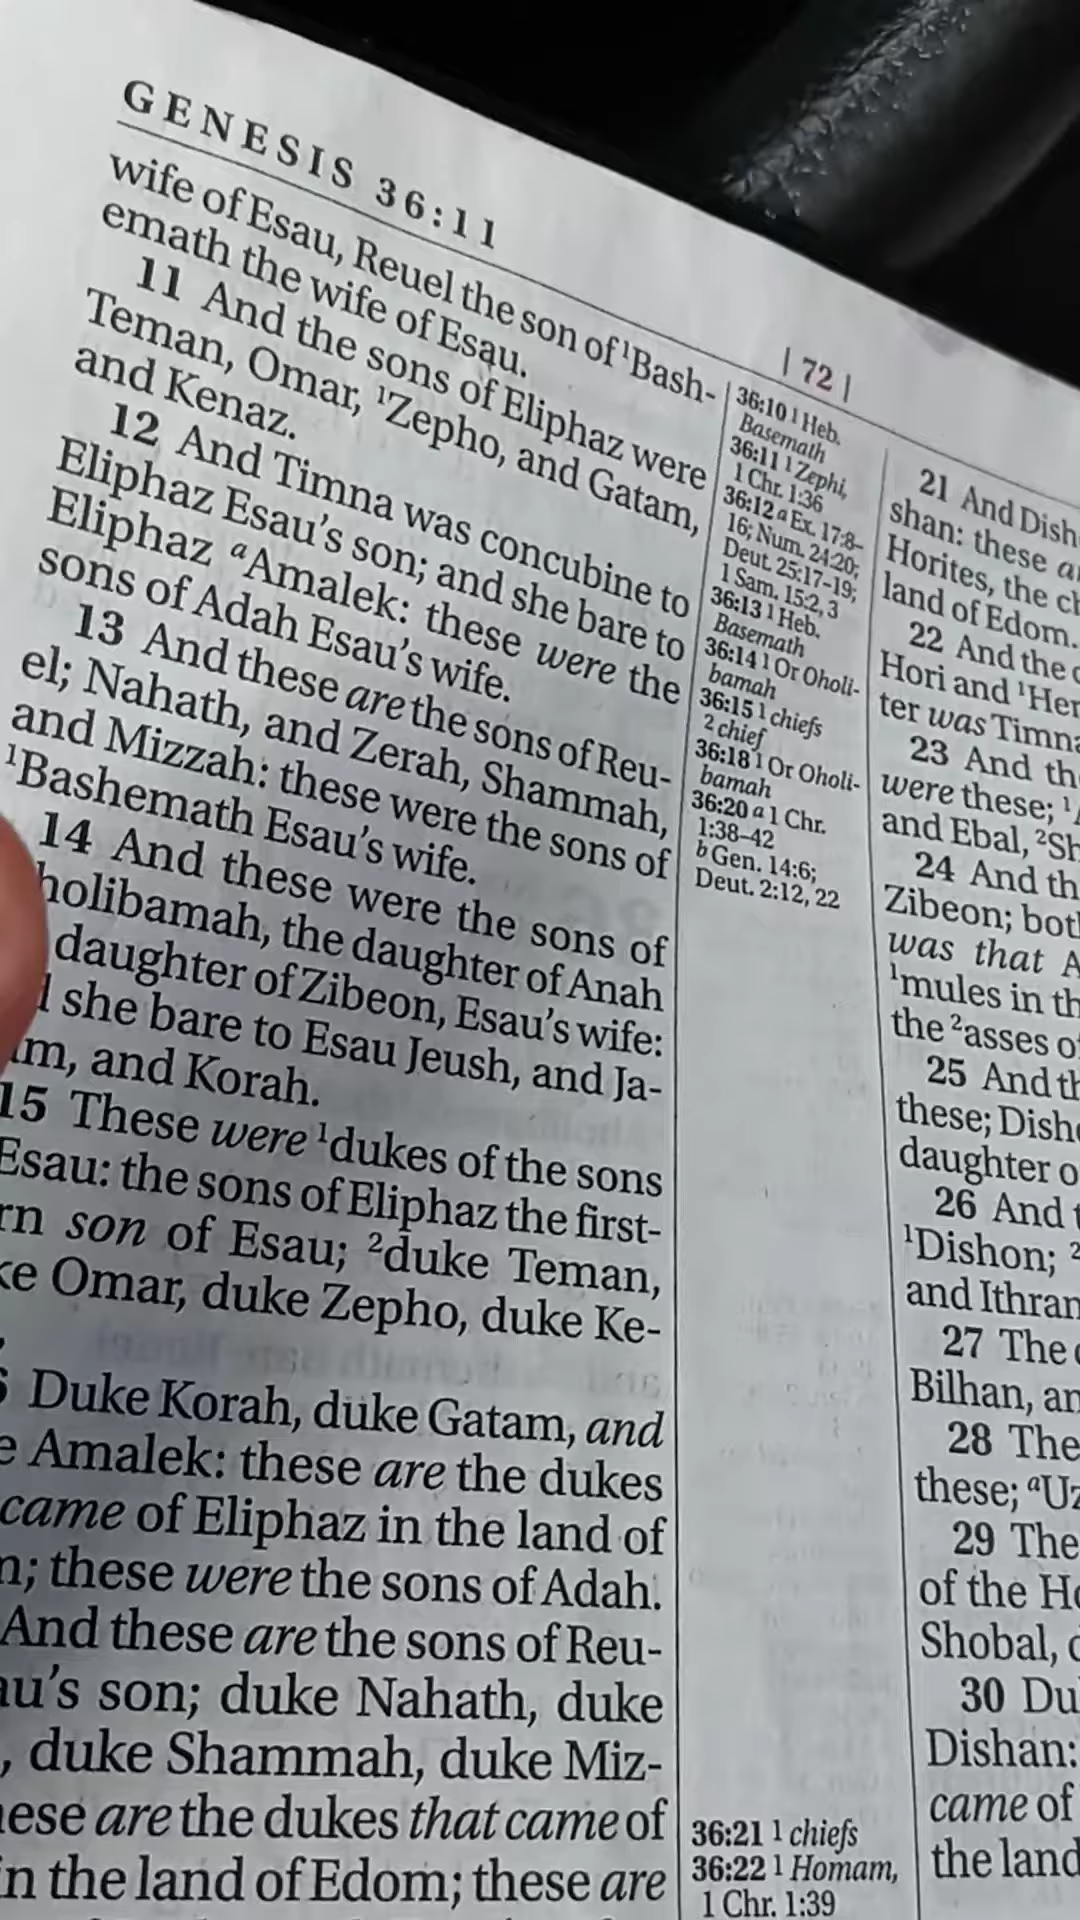 GENESIS 36:11
| 72 |
wife of Esau, Reuel the son of ¹Bash-
emath the wife of Esau.
11 And the sons of Eliphaz were
Teman, Omar, ¹Zepho, and Gatam,
and Kenaz.
12 And Timna was concubine to
Eliphaz Esau's son; and she bare to
Eliphaz ᵃAmalek: these were the
sons of Adah Esau's wife.
13 And these are the sons of Reu-
el; Nahath, and Zerah, Shammah,
and Mizzah: these were the sons of
¹Bashemath Esau's wife.
14 And these were the sons of
holibamah, the daughter of Anah
daughter of Zibeon, Esau's wife:
she bare to Esau Jeush, and Ja-
m, and Korah.
15 These were ¹dukes of the sons
Esau: the sons of Eliphaz the first-
rn son of Esau; ²duke Teman,
ke Omar, duke Zepho, duke Ke-
Duke Korah, duke Gatam, and
e Amalek: these are the dukes
came of Eliphaz in the land of
; these were the sons of Adah.
And these are the sons of Reu-
au's son; duke Nahath, duke
, duke Shammah, duke Miz-
ese are the dukes that came of
in the land of Edom; these are
36:10 1 Heb.
Basemath
36:11 1 Zephi,
1 Chr. 1:36
36:12 a Ex. 17:8-
16; Num. 24:20;
Deut. 25:17-19;
1 Sam. 15:2, 3
36:13 1 Heb.
Basemath
36:14 1 Or Oholi-
bamah
36:15 1 chiefs
2 chief
36:18 1 Or Oholi-
bamah
36:20 a 1 Chr.
1:38-42
b Gen. 14:6;
Deut. 2:12, 22
36:21 1 chiefs
36:22 1 Homam,
1 Chr. 1:39
21 And Dish
shan: these a
Horites, the ch
land of Edom.
22 And the c
Hori and ¹Hem
ter was Timna
23 And th
were these; ¹A
and Ebal, ²Sh
24 And th
Zibeon; both
was that A
¹mules in th
the ²asses o
25 And th
these; Disho
daughter o
26 And t
¹Dishon; ²
and Ithran
27 The c
Bilhan, an
28 The
these; ᵃUz
29 The
of the Ho
Shobal, d
30 Du
Dishan:
came of
the land